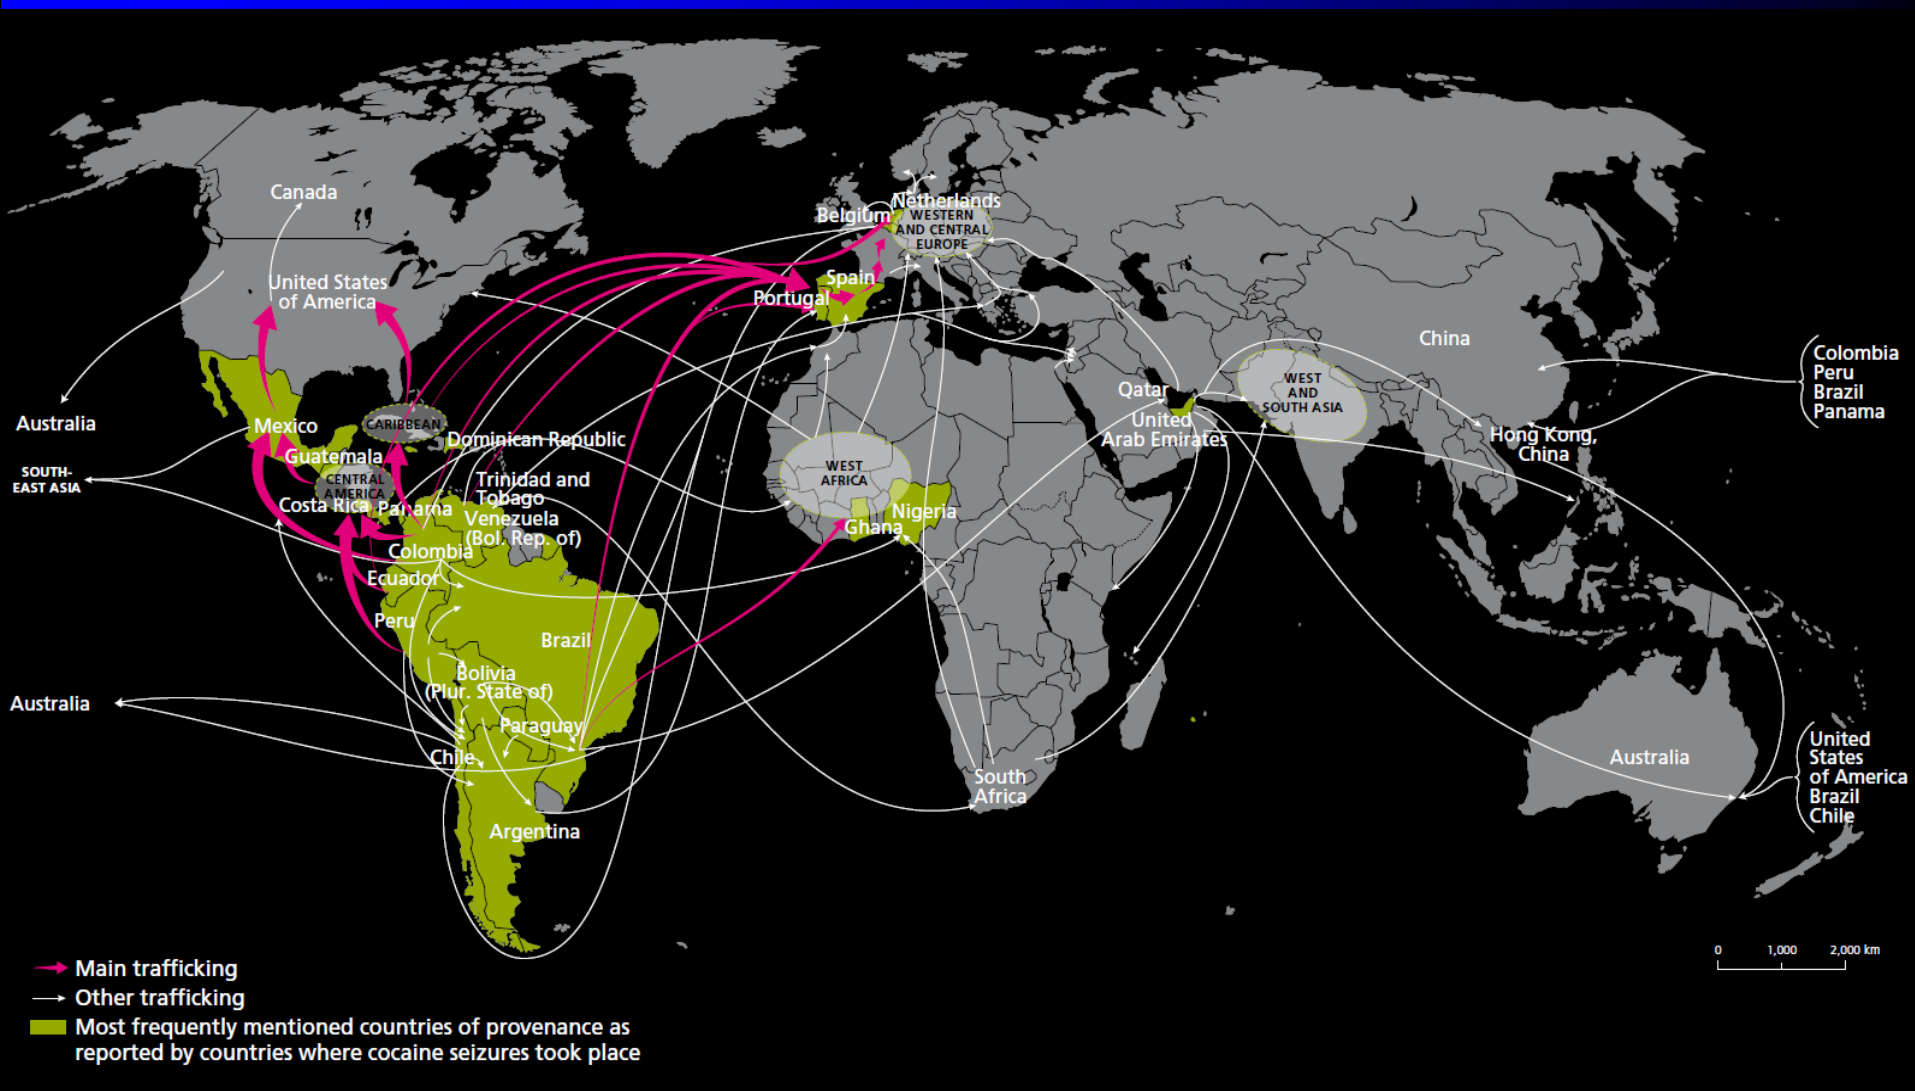 Canada
United States
of America
Australia
Mexico
CARIBBEAN
Dominican Republic
Guatemala
SOUTH-
EAST ASIA
CENTRAL
AMERICA
Trinidad and
Tobago
Costa Rica
Panama
Venezuela
(Bol. Rep. of)
Colombia
Ecuador
Peru
Brazil
Bolivia
(Plur. State of)
Australia
Paraguay
Chile
Argentina
Netherlands
Belgium
WESTERN
AND CENTRAL
EUROPE
Spain
Portugal
WEST
AFRICA
Nigeria
Ghana
South
Africa
Qatar
United
Arab Emirates
WEST
AND
SOUTH ASIA
China
Hong Kong,
China
Colombia
Peru
Brazil
Panama
Australia
United
States
of America
Brazil
Chile
0 1,000 2,000 km
Main trafficking
Other trafficking
Most frequently mentioned countries of provenance as
reported by countries where cocaine seizures took place